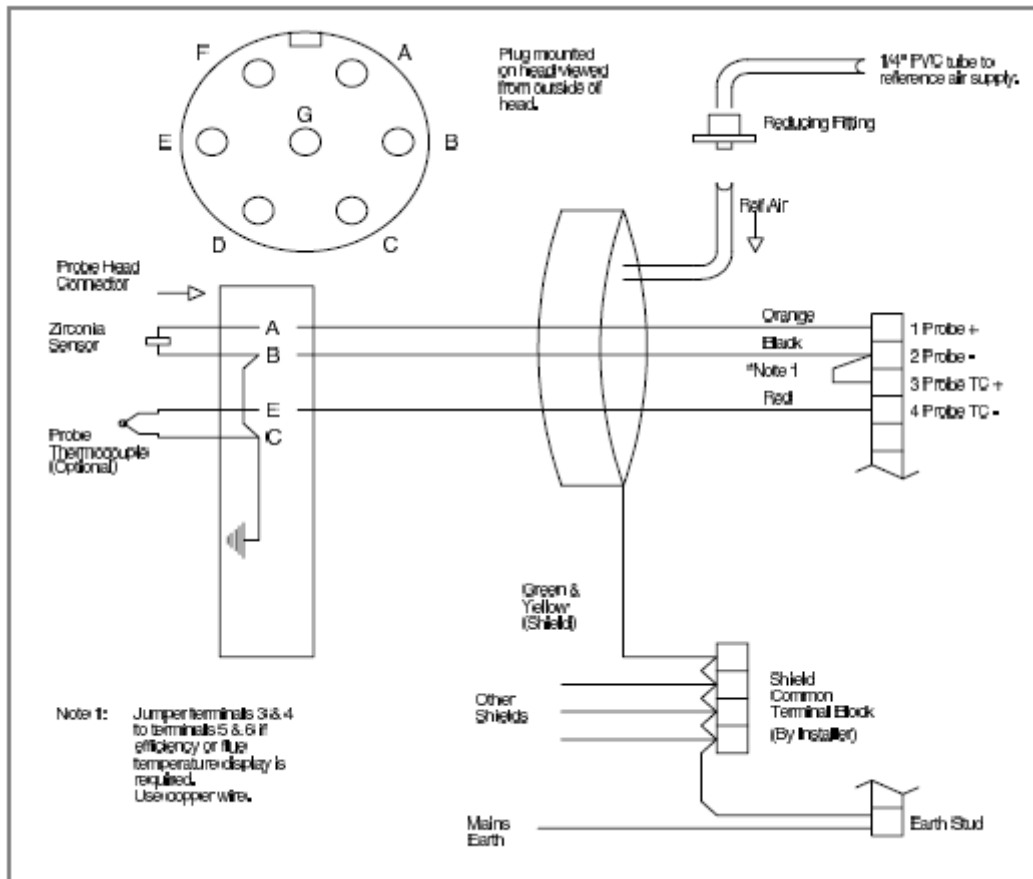 F
A
G
E
B
D
C
Plug mounted
on head viewed
from outside of
head.
1/4" PVC tube to
reference air supply.
Reducing Fitting
Ref Air
Probe Head
Connector
Zirconia
Sensor
Probe
Thermocouple
(Optional)
A
B
E
C
Orange
Black
*Note 1
Red
1 Probe +
2 Probe -
3 Probe TC +
4 Probe TC -
Green &
Yellow
(Shield)
Other
Shields
Shield
Common
Terminal Block
(By Installer)
Mains
Earth
Earth Stud
Note 1: Jumper terminals 3 & 4
to terminals 5 & 6 if
efficiency or flue
temperature display is
required.
Use copper wire.